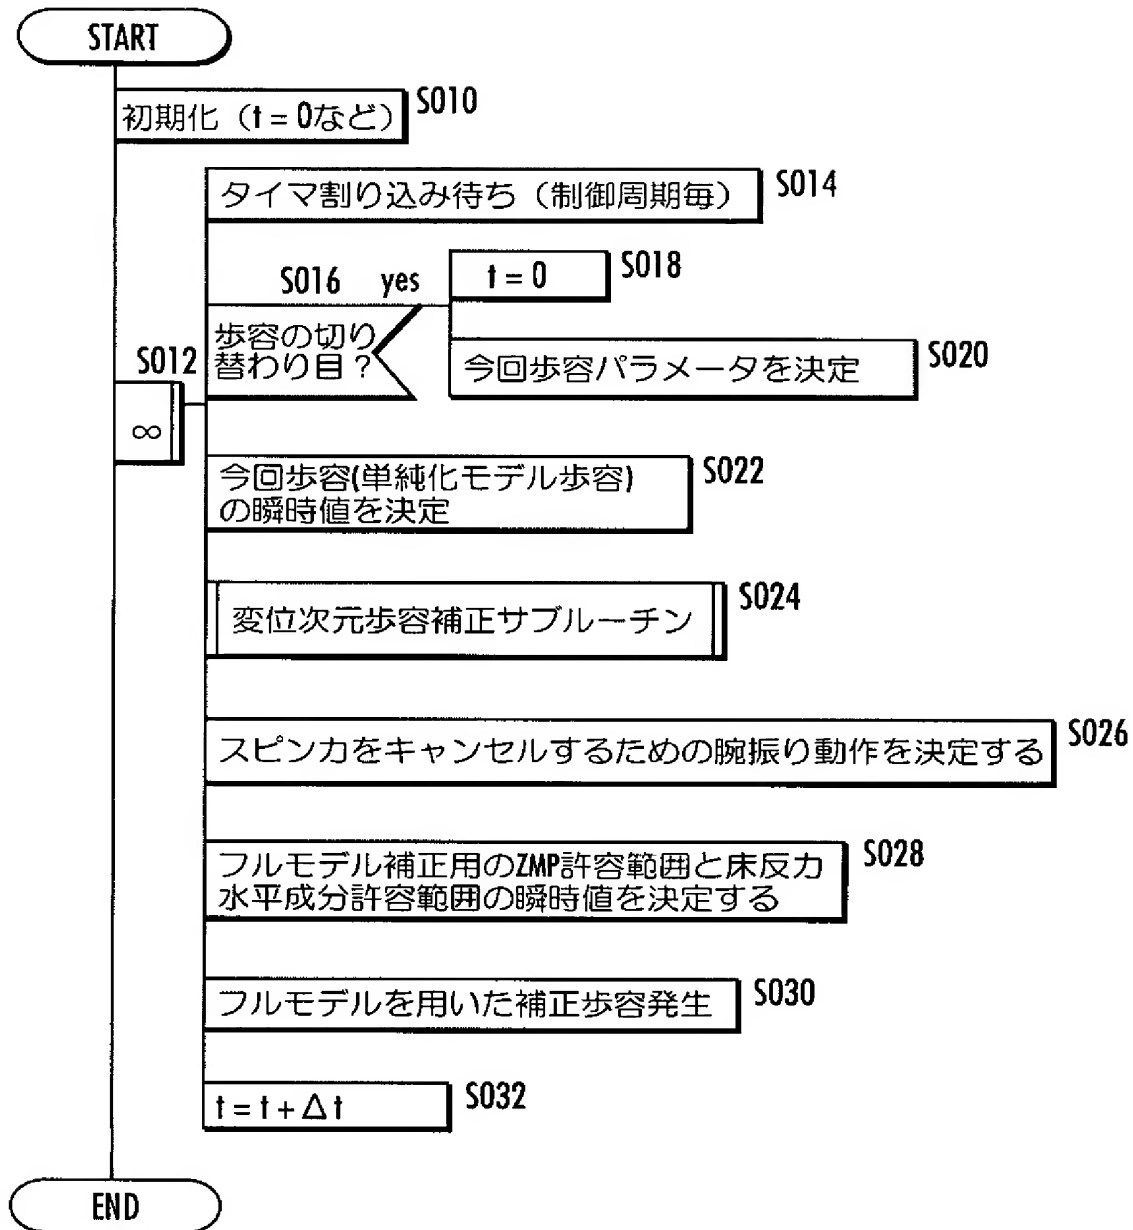 START
初期化（t = 0など）
S010
タイマ割り込み待ち（制御周期毎）
S014
S016
yes
t = 0
S018
歩容の切り
替わり目？
今回歩容パラメータを決定
S020
S012
∞
今回歩容(単純化モデル歩容)
の瞬時値を決定
S022
変位次元歩容補正サブルーチン
S024
スピン力をキャンセルするための腕振り動作を決定する
S026
フルモデル補正用のZMP許容範囲と床反力
水平成分許容範囲の瞬時値を決定する
S028
フルモデルを用いた補正歩容発生
S030
t = t + Δt
S032
END